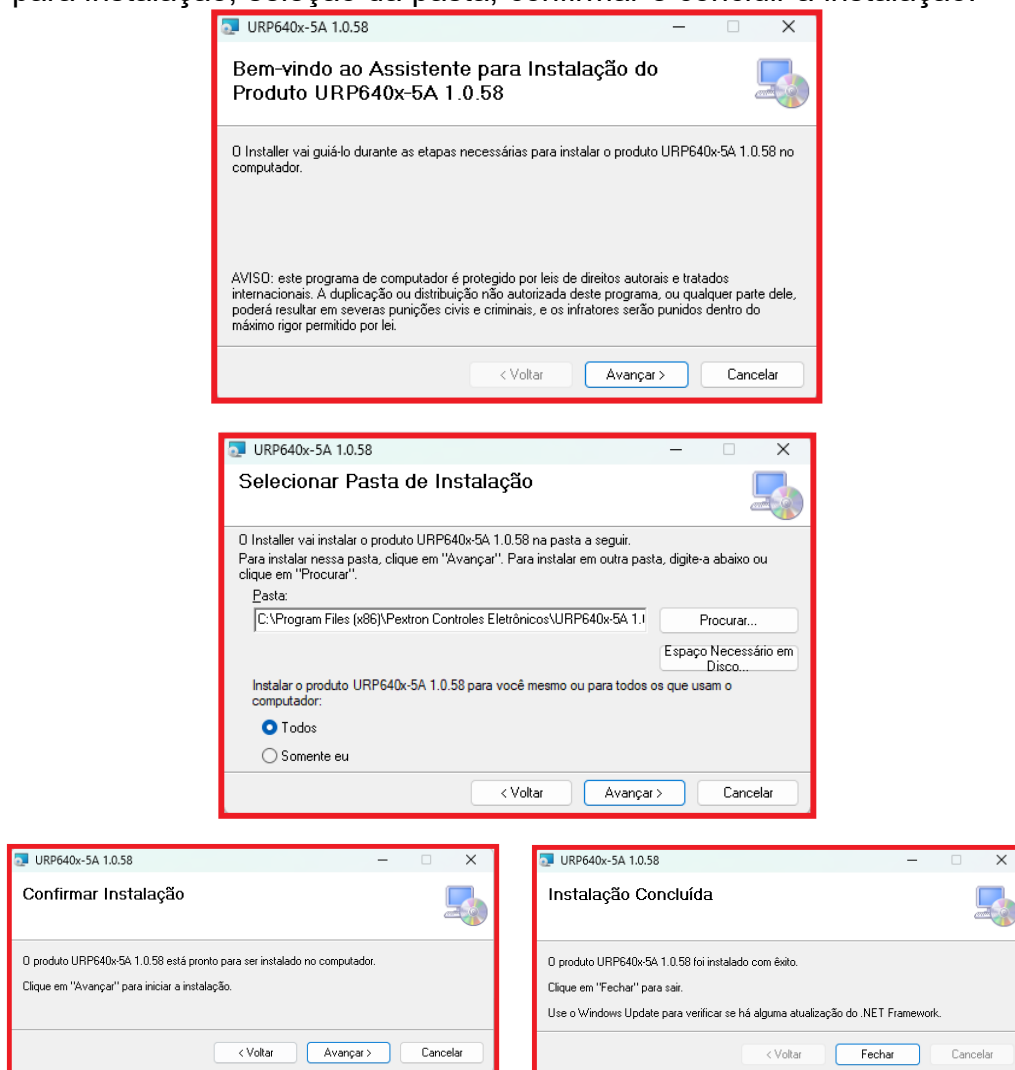 para instalação, seleção da pasta, confirmar e concluir a instalação.
URP640x-5A 1.0.58
Bem-vindo ao Assistente para Instalação do
Produto URP640x-5A 1.0.58
O Installer vai guiá-lo durante as etapas necessárias para instalar o produto URP640x-5A 1.0.58 no
computador.
AVISO: este programa de computador é protegido por leis de direitos autorais e tratados
internacionais. A duplicação ou distribuição não autorizada deste programa, ou qualquer parte dele,
poderá resultar em severas punições civis e criminais, e os infratores serão punidos dentro do
máximo rigor permitido por lei.
< Voltar
Avançar >
Cancelar
URP640x-5A 1.0.58
Selecionar Pasta de Instalação
O Installer vai instalar o produto URP640x-5A 1.0.58 na pasta a seguir.
Para instalar nessa pasta, clique em "Avançar". Para instalar em outra pasta, digite-a abaixo ou
clique em "Procurar".
Pasta:
C:\Program Files (x86)\Pextron Controles Eletrônicos\URP640x-5A 1.
Procurar...
Espaço Necessário em
Disco...
Instalar o produto URP640x-5A 1.0.58 para você mesmo ou para todos os que usam o
computador:
Todos
Somente eu
< Voltar
Avançar >
Cancelar
URP640x-5A 1.0.58
Confirmar Instalação
O produto URP640x-5A 1.0.58 está pronto para ser instalado no computador.
Clique em "Avançar" para iniciar a instalação.
< Voltar
Avançar >
Cancelar
URP640x-5A 1.0.58
Instalação Concluída
O produto URP640x-5A 1.0.58 foi instalado com êxito.
Clique em "Fechar" para sair.
Use o Windows Update para verificar se há alguma atualização do .NET Framework.
< Voltar
Fechar
Cancelar